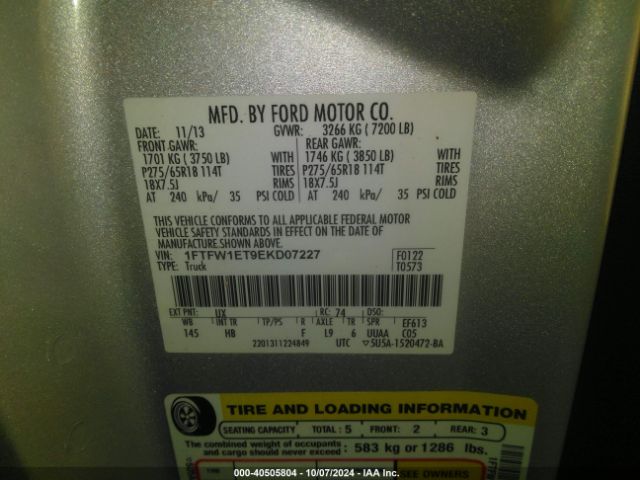 MFD. BY FORD MOTOR CO.
DATE: 11/13 GVWR: 3266 KG ( 7200 LB)
FRONT GAWR: REAR GAWR:
1701 KG ( 3750 LB) WITH 1746 KG ( 3850 LB) WITH
P275/65R18 114T TIRES P275/65R18 114T TIRES
18X7.5J RIMS 18X7.5J RIMS
AT 240 kPa/ 35 PSI COLD AT 240 kPa/ 35 PSI COLD
THIS VEHICLE CONFORMS TO ALL APPLICABLE FEDERAL MOTOR
VEHICLE SAFETY STANDARDS IN EFFECT ON THE DATE OF
MANUFACTURE SHOWN ABOVE.
VIN: 1FTFW1ET9EKD07227 F0122
TYPE: Truck T0573
EXT PNT: UX RC: 74 DSO:
WB INT TR TP/PS R AXLE TR SPR EF613
145 HB F L9 6 UUAA C05
2201311224849 UTC ▽5U5A-1520472-BA
TIRE AND LOADING INFORMATION
SEATING CAPACITY TOTAL: 5 FRONT: 2 REAR: 3
The combined weight of occupants and cargo should never exceed: 583 kg or 1286 lbs.
TIRE SEE OWNERS
000-40505804 - 10/07/2024 - IAA Inc.